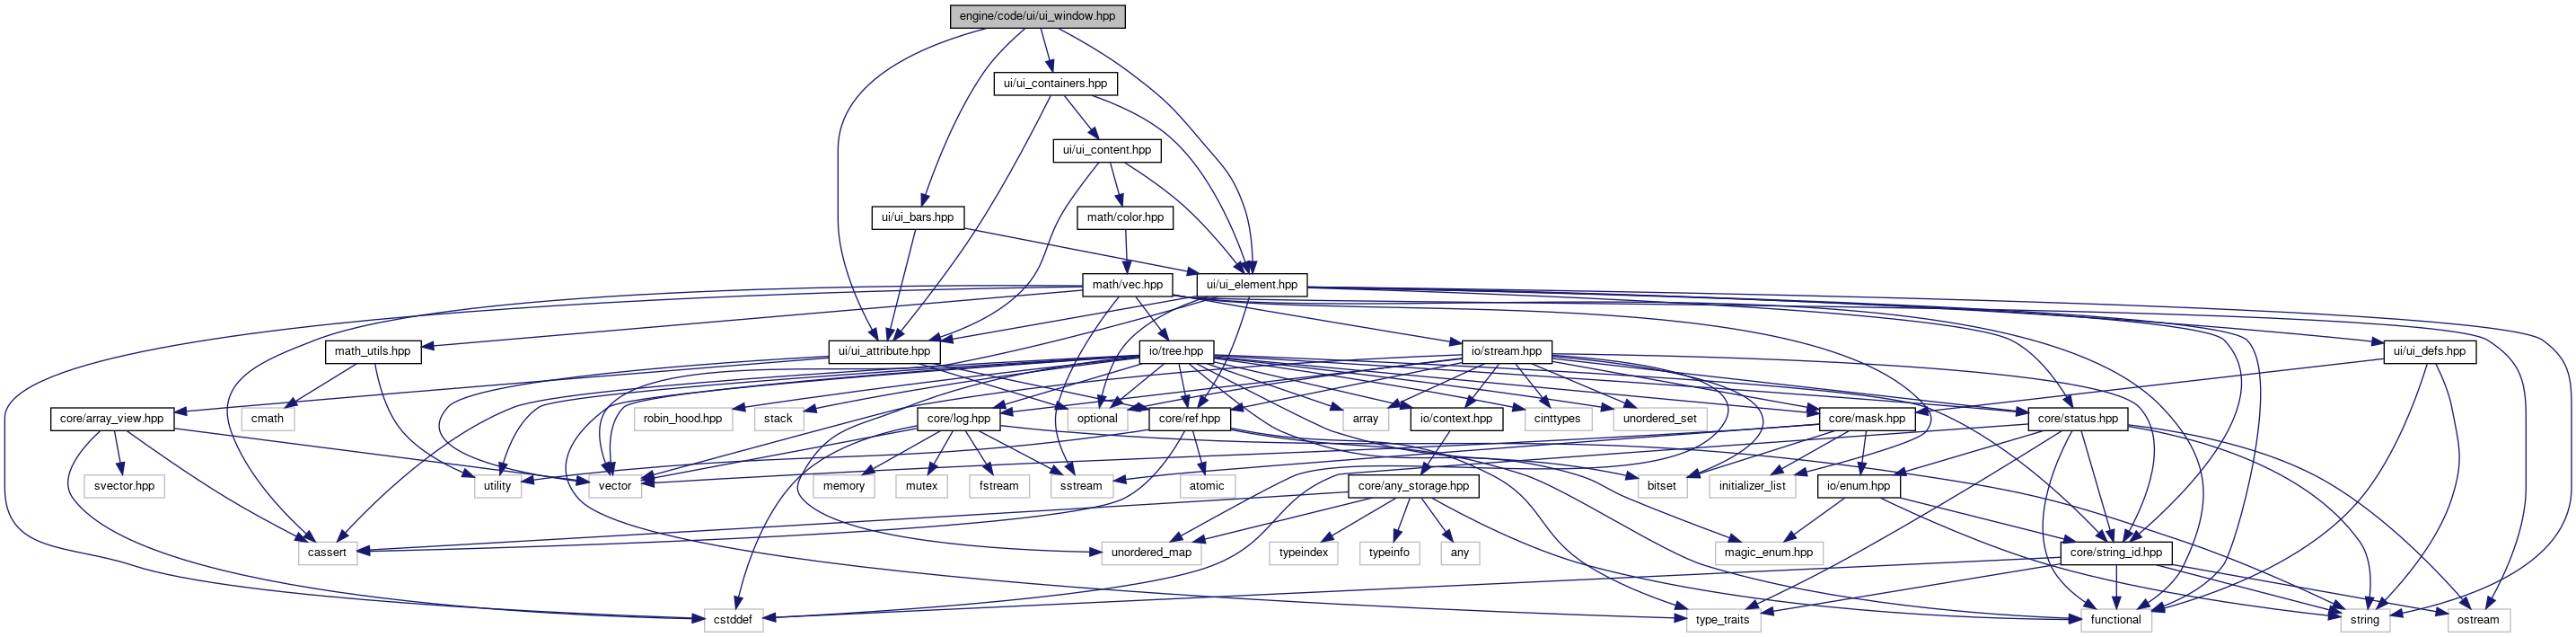 engine/code/ui/ui_window.hpp
ui/ui_containers.hpp
ui/ui_content.hpp
ui/ui_bars.hpp
math/color.hpp
math/vec.hpp
ui/ui_element.hpp
math_utils.hpp
ui/ui_attribute.hpp
io/tree.hpp
io/stream.hpp
ui/ui_defs.hpp
core/array_view.hpp
cmath
robin_hood.hpp
stack
core/log.hpp
optional
core/ref.hpp
array
io/context.hpp
cinttypes
unordered_set
core/mask.hpp
core/status.hpp
svector.hpp
utility
vector
memory
mutex
fstream
sstream
atomic
core/any_storage.hpp
bitset
initializer_list
io/enum.hpp
cassert
unordered_map
typeindex
typeinfo
any
magic_enum.hpp
core/string_id.hpp
cstddef
type_traits
functional
string
ostream